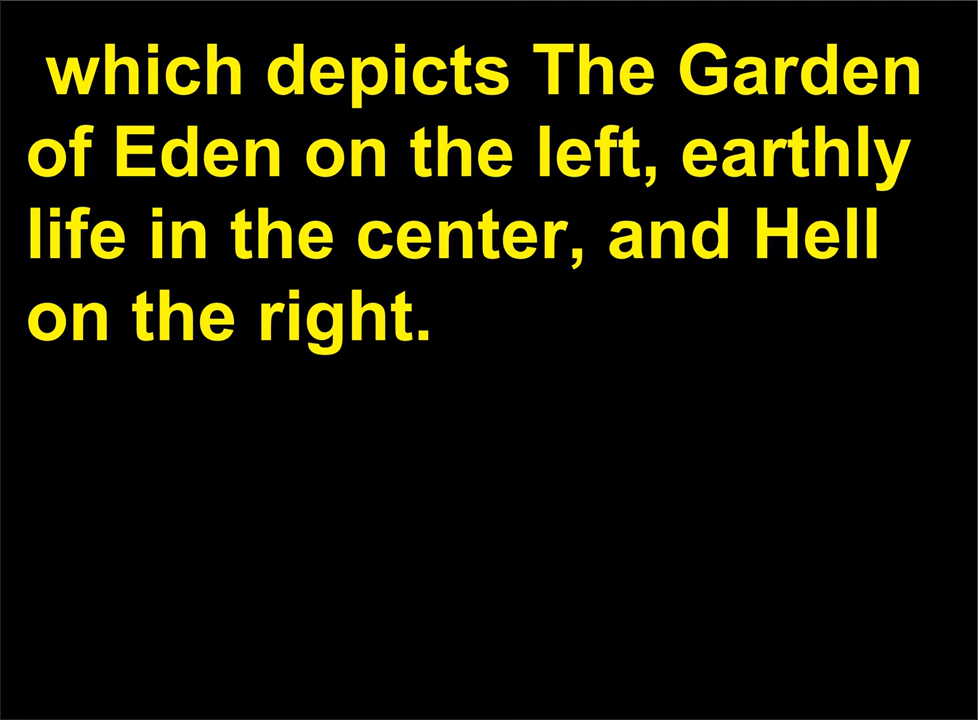 which depicts The Garden
of Eden on the left, earthly
life in the center, and Hell
on the right.